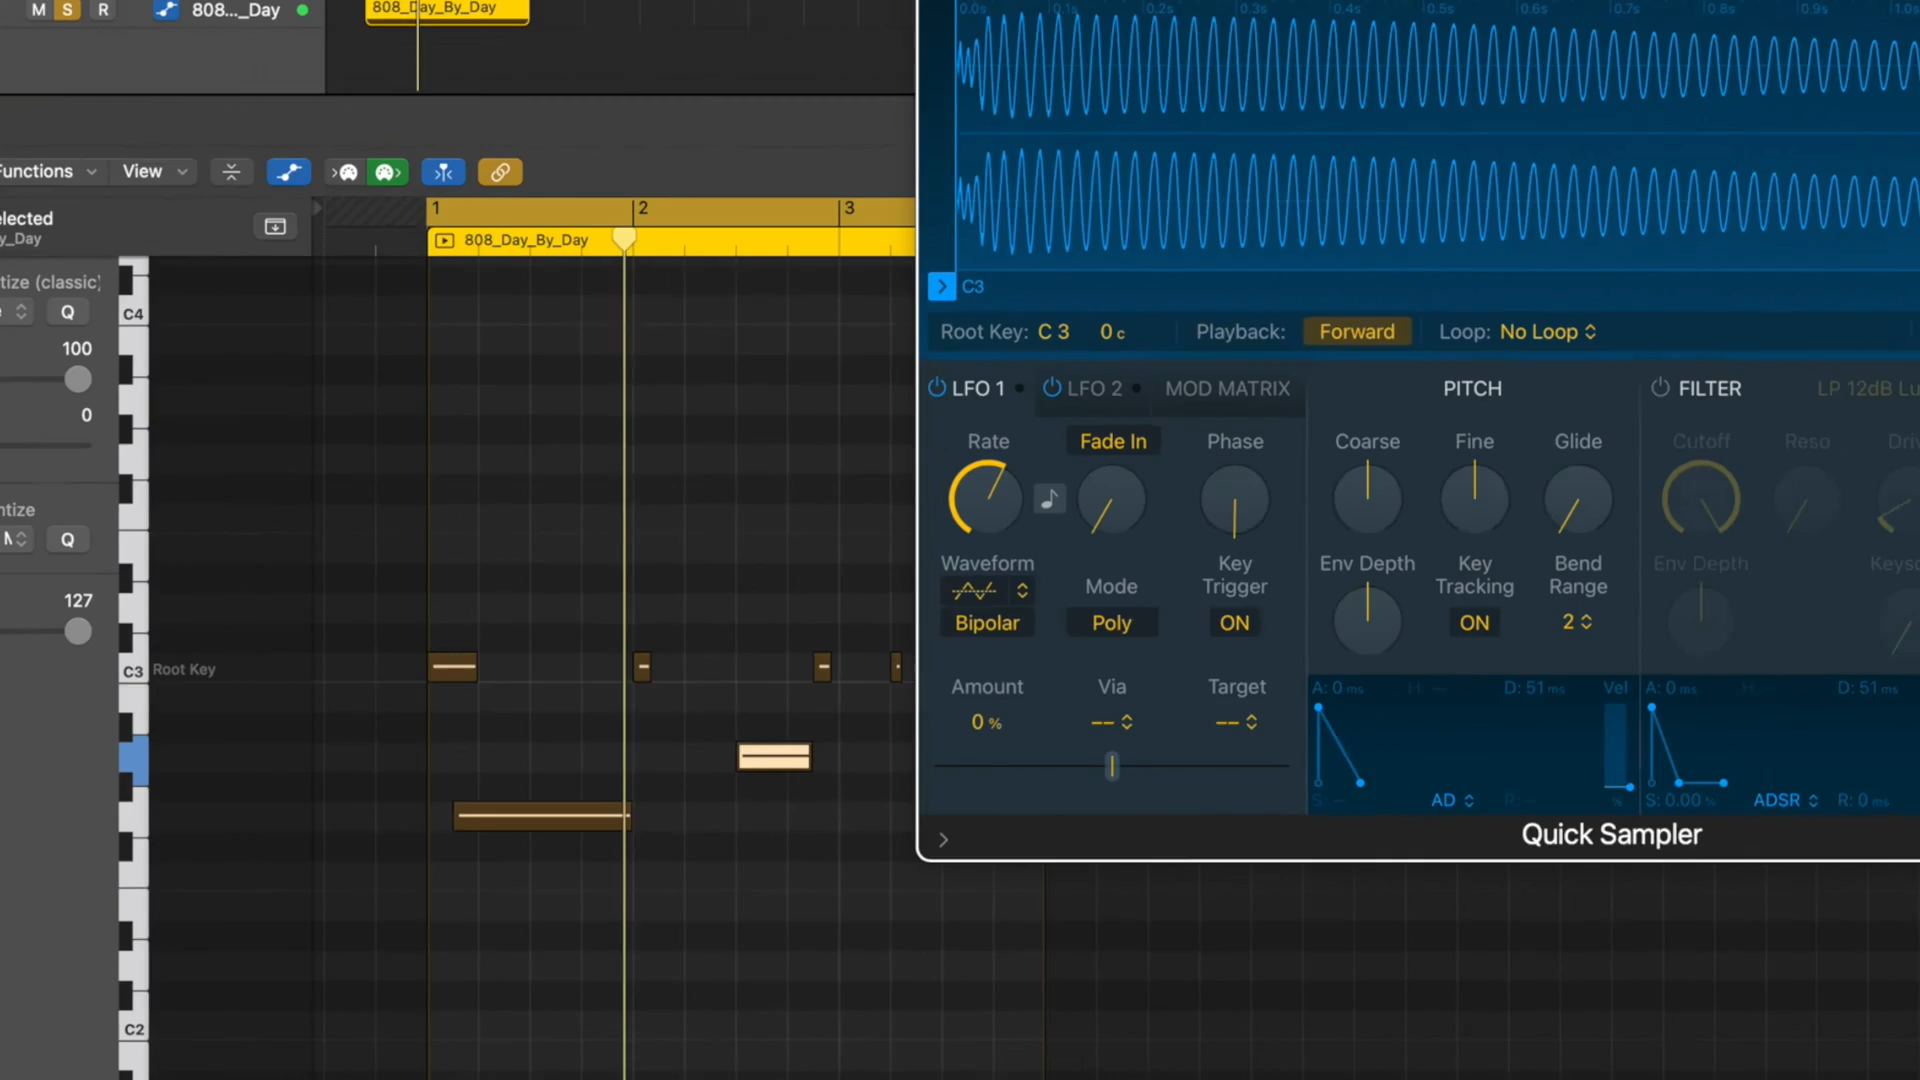 M S R 808..._Day
808_Day_By_Day
0.0s 0.1s 0.2s 0.3s 0.4s 0.5s 0.6s 0.7s 0.8s 0.9s 1.0s
Functions View
elected
y_Day
1 2 3
808_Day_By_Day
tize (classic)
Q
100
0
ntize
Q
127
C4
C3 Root Key
C2
C3
Root Key: C 3 0 c Playback: Forward Loop: No Loop
LFO 1 LFO 2 MOD MATRIX PITCH FILTER LP 12dB Lu
Rate Fade In Phase Coarse Fine Glide Cutoff Reso Driv
Waveform Mode Key Trigger Env Depth Key Tracking Bend Range Env Depth Keysc
Bipolar Poly ON ON 2
Amount Via Target
0 % -- --
A: 0 ms H: -- D: 51 ms Vel A: 0 ms H: -- D: 51 ms
S: -- AD R: -- % S: 0.00 % ADSR R: 0 ms
Quick Sampler